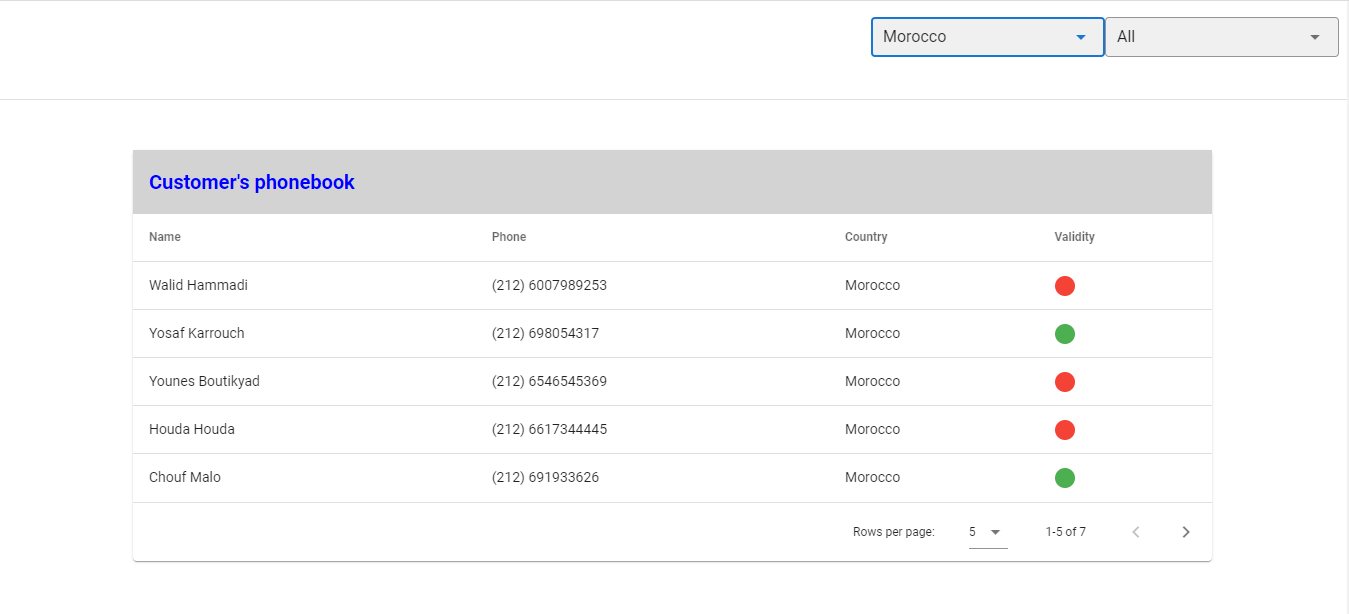 Morocco All
Customer's phonebook
Name Phone Country Validity
Walid Hammadi (212) 6007989253 Morocco
Yosaf Karrouch (212) 698054317 Morocco
Younes Boutikyad (212) 6546545369 Morocco
Houda Houda (212) 6617344445 Morocco
Chouf Malo (212) 691933626 Morocco
Rows per page: 5 1-5 of 7